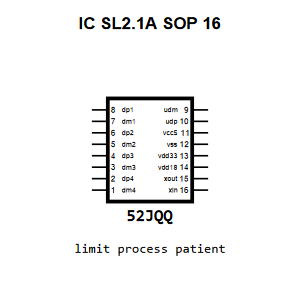 IC SL2.1A SOP 16
8 dp1 udm 9
7 dm1 udp 10
6 dp2 vcc5 11
5 dm2 vss 12
4 dp3 vdd33 13
3 dm3 vdd18 14
2 dp4 xout 15
1 dm4 xin 16
52JQQ
limit process patient